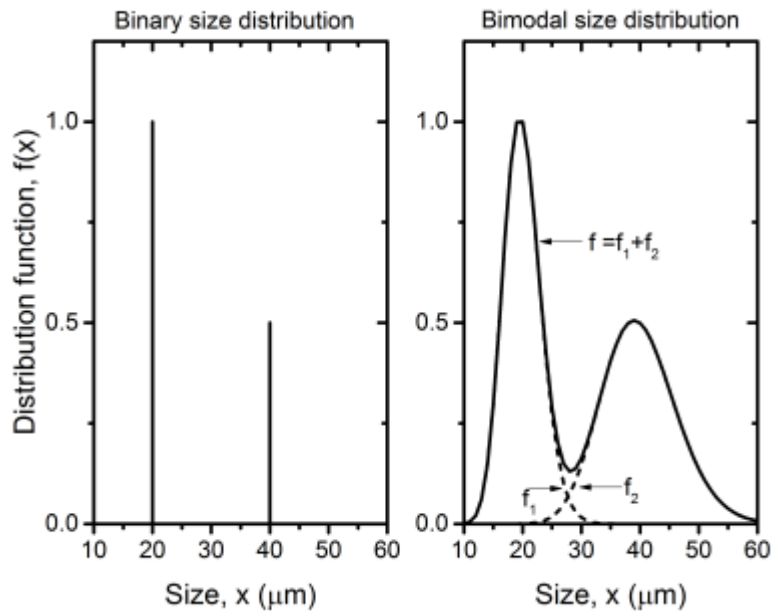 Binary size distribution
Bimodal size distribution
Distribution function, f(x)
1.0
0.5
0.0
10 20 30 40 50 60
Size, x (μm)
1.0
0.5
0.0
10 20 30 40 50 60
Size, x (μm)
f =f₁+f₂
f₁
f₂